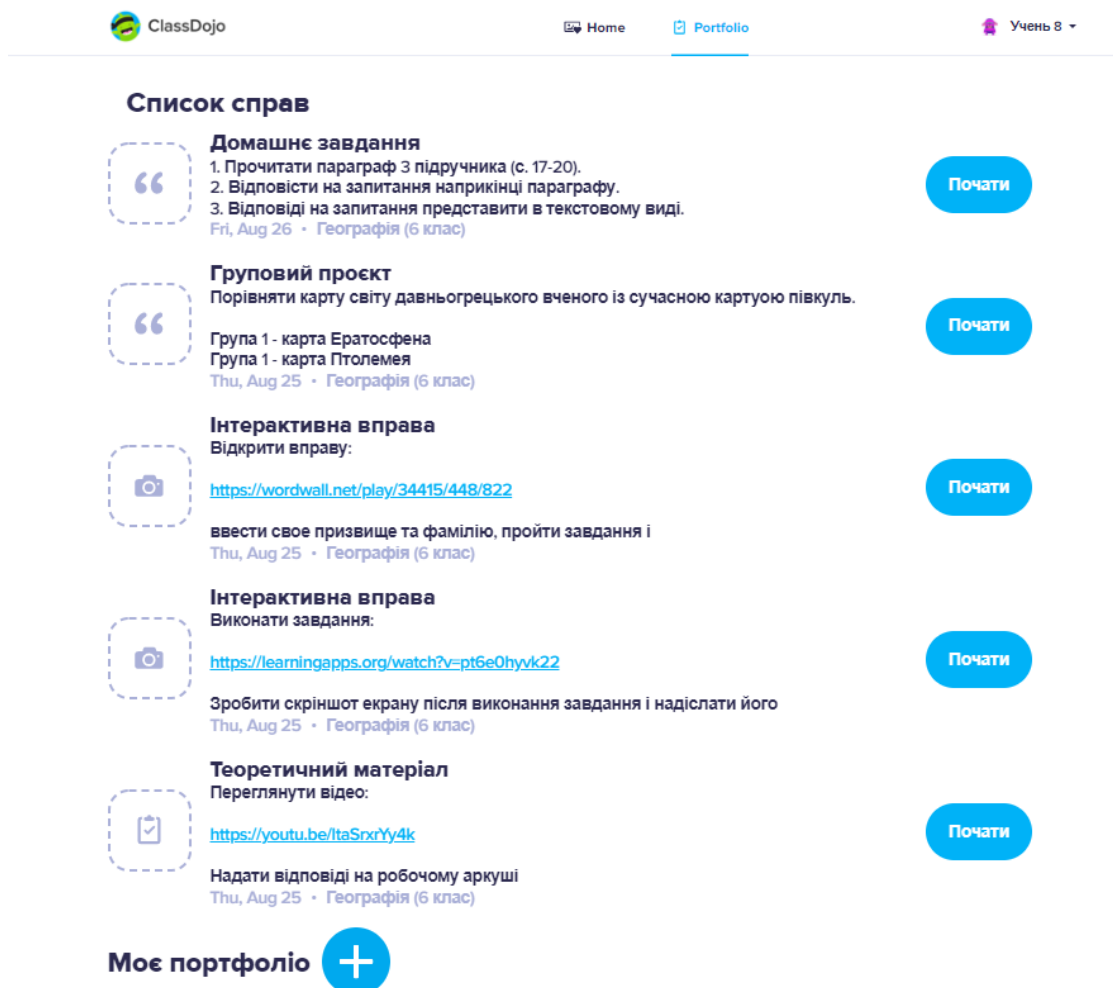 ClassDojo
Home
Portfolio
Учень 8
Список справ
Домашнє завдання
1. Прочитати параграф 3 підручника (с. 17-20).
2. Відповісти на запитання наприкінці параграфу.
3. Відповіді на запитання представити в текстовому виді.
Fri, Aug 26 • Географія (6 клас)
Почати
Груповий проєкт
Порівняти карту світу давньогрецького вченого із сучасною картуою півкуль.
Група 1 - карта Ератосфена
Група 1 - карта Птолемея
Thu, Aug 25 • Географія (6 клас)
Почати
Інтерактивна вправа
Відкрити вправу:
https://wordwall.net/play/34415/448/822
ввести свое призвище та фамілію, пройти завдання і
Thu, Aug 25 • Географія (6 клас)
Почати
Інтерактивна вправа
Виконати завдання:
https://learningapps.org/watch?v=pt6e0hyvk22
Зробити скріншот екрану після виконання завдання і надіслати його
Thu, Aug 25 • Географія (6 клас)
Почати
Теоретичний матеріал
Переглянути відео:
https://youtu.be/ItaSrxrYy4k
Надати відповіді на робочому аркуші
Thu, Aug 25 • Географія (6 клас)
Почати
Моє портфоліо